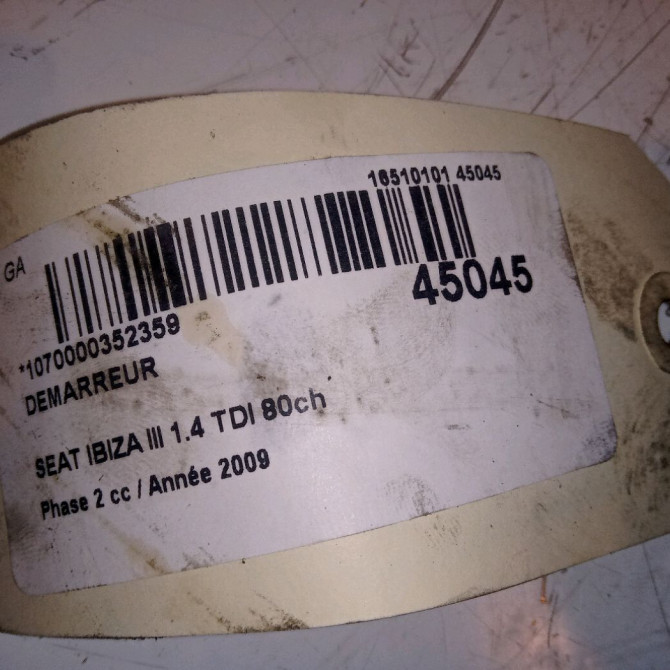 16510101 45045
GA
45045
*1070000352359
DEMARREUR
SEAT IBIZA III 1.4 TDI 80ch
Phase 2 cc / Année 2009